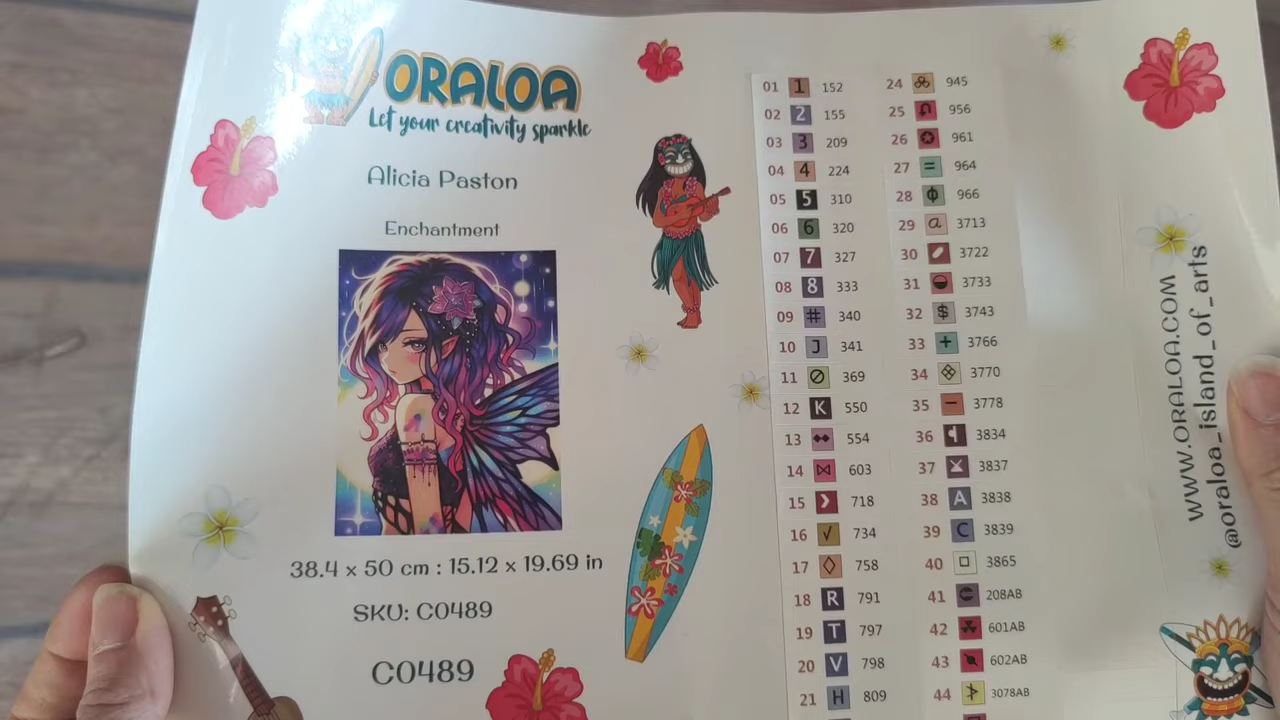 ORALOA
Let your creativity sparkle
Alicia Paston
Enchantment
38.4 x 50 cm : 15.12 x 19.69 in
SKU: C0489
C0489
01 1 152
02 2 155
03 3 209
04 4 224
05 5 310
06 6 320
07 7 327
08 8 333
09 # 340
10 J 341
11 ⊘ 369
12 K 550
13 ◆◆ 554
14 ⋈ 603
15 ❯ 718
16 √ 734
17 ◇ 758
18 R 791
19 T 797
20 V 798
21 H 809
24 945
25 956
26 ✪ 961
27 = 964
28 Φ 966
29 a 3713
30 3722
31 3733
32 $ 3743
33 + 3766
34 3770
35 − 3778
36 ¶ 3834
37 3837
38 A 3838
39 C 3839
40 □ 3865
41 208AB
42 601AB
43 602AB
44 3078AB
WWW.ORALOA.COM
@oraloa_island_of_arts